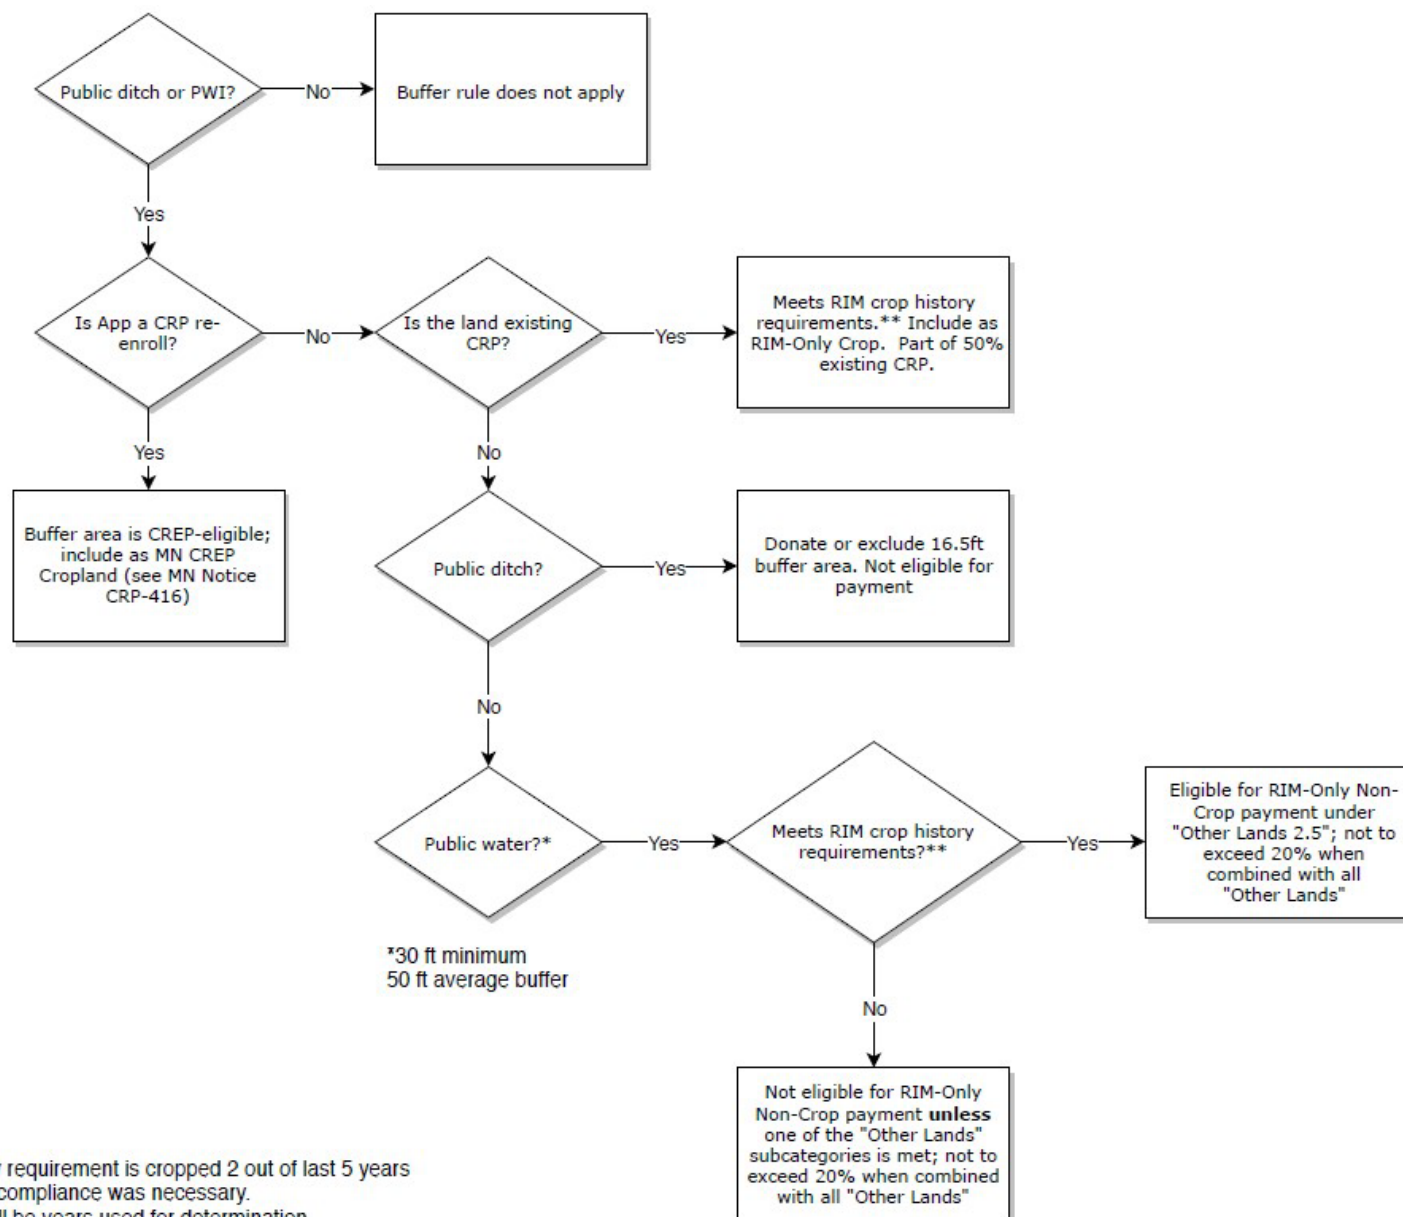 Public ditch or PWI?
No
Buffer rule does not apply
Yes
Is App a CRP re-
enroll?
No
Is the land existing
CRP?
Yes
Meets RIM crop history
requirements.** Include as
RIM-Only Crop. Part of 50%
existing CRP.
Yes
No
Buffer area is CREP-eligible;
include as MN CREP
Cropland (see MN Notice
CRP-416)
Public ditch?
Yes
Donate or exclude 16.5ft
buffer area. Not eligible for
payment
No
Public water?*
Yes
Meets RIM crop history
requirements?**
Yes
Eligible for RIM-Only Non-
Crop payment under
"Other Lands 2.5"; not to
exceed 20% when
combined with all
"Other Lands"
*30 ft minimum
50 ft average buffer
No
Not eligible for RIM-Only
Non-Crop payment unless
one of the "Other Lands"
subcategories is met; not to
exceed 20% when combined
with all "Other Lands"
requirement is cropped 2 out of last 5 years
compliance was necessary.
be years used for determination